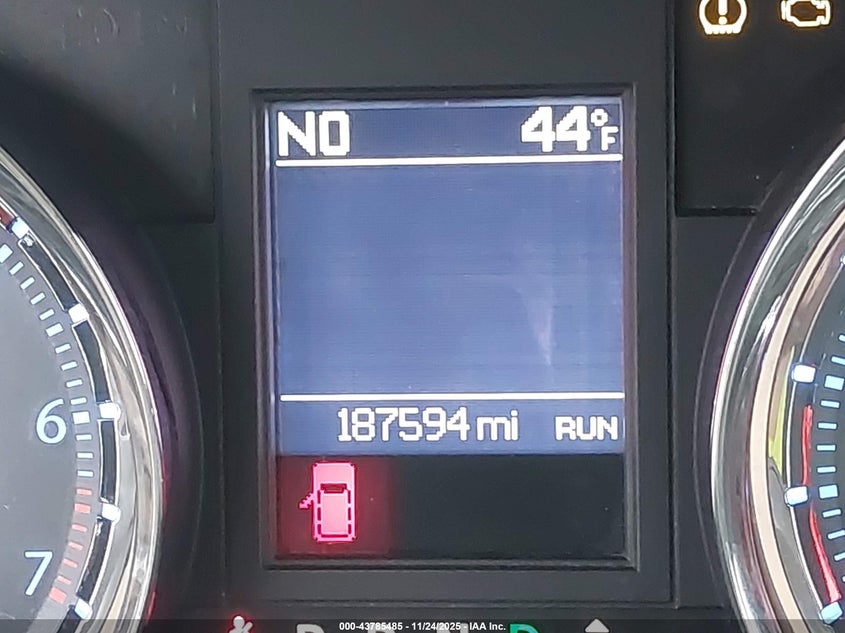 NO 44°F
187594 mi RUN
6
7
000-43785485 - 11/24/2025 - IAA Inc.